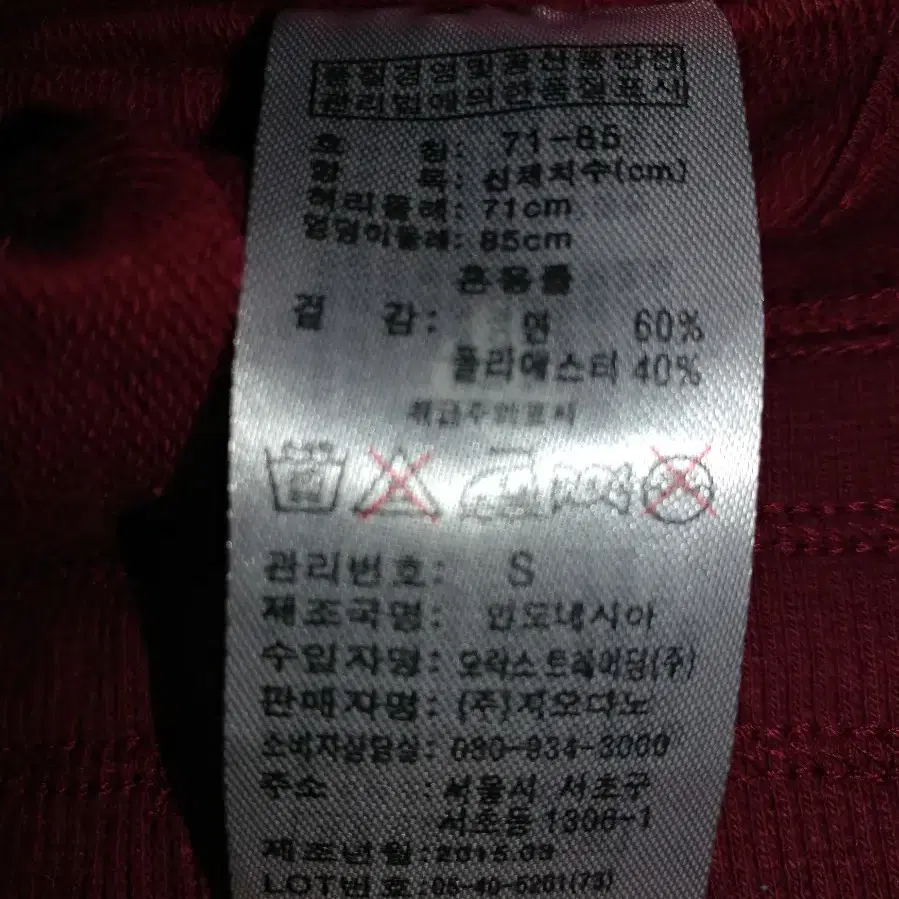 품질경영및공산품안전
관리법에의한품질표시
호 칭: 71-85
항 목: 신체치수(cm)
허리둘레: 71cm
엉덩이둘레: 85cm
혼용률
겉 감: 면 60%
폴리에스터 40%
취급주의표시
관리번호: S
제조국명: 인도네시아
수입자명: 오락스트레이딩(주)
판매자명: (주)지오다노
소비자상담실: 080-934-3000
주소 : 서울시 서초구
서초동 1306-1
제조년월:2015.09
LOT번호:05-40-5201(73)